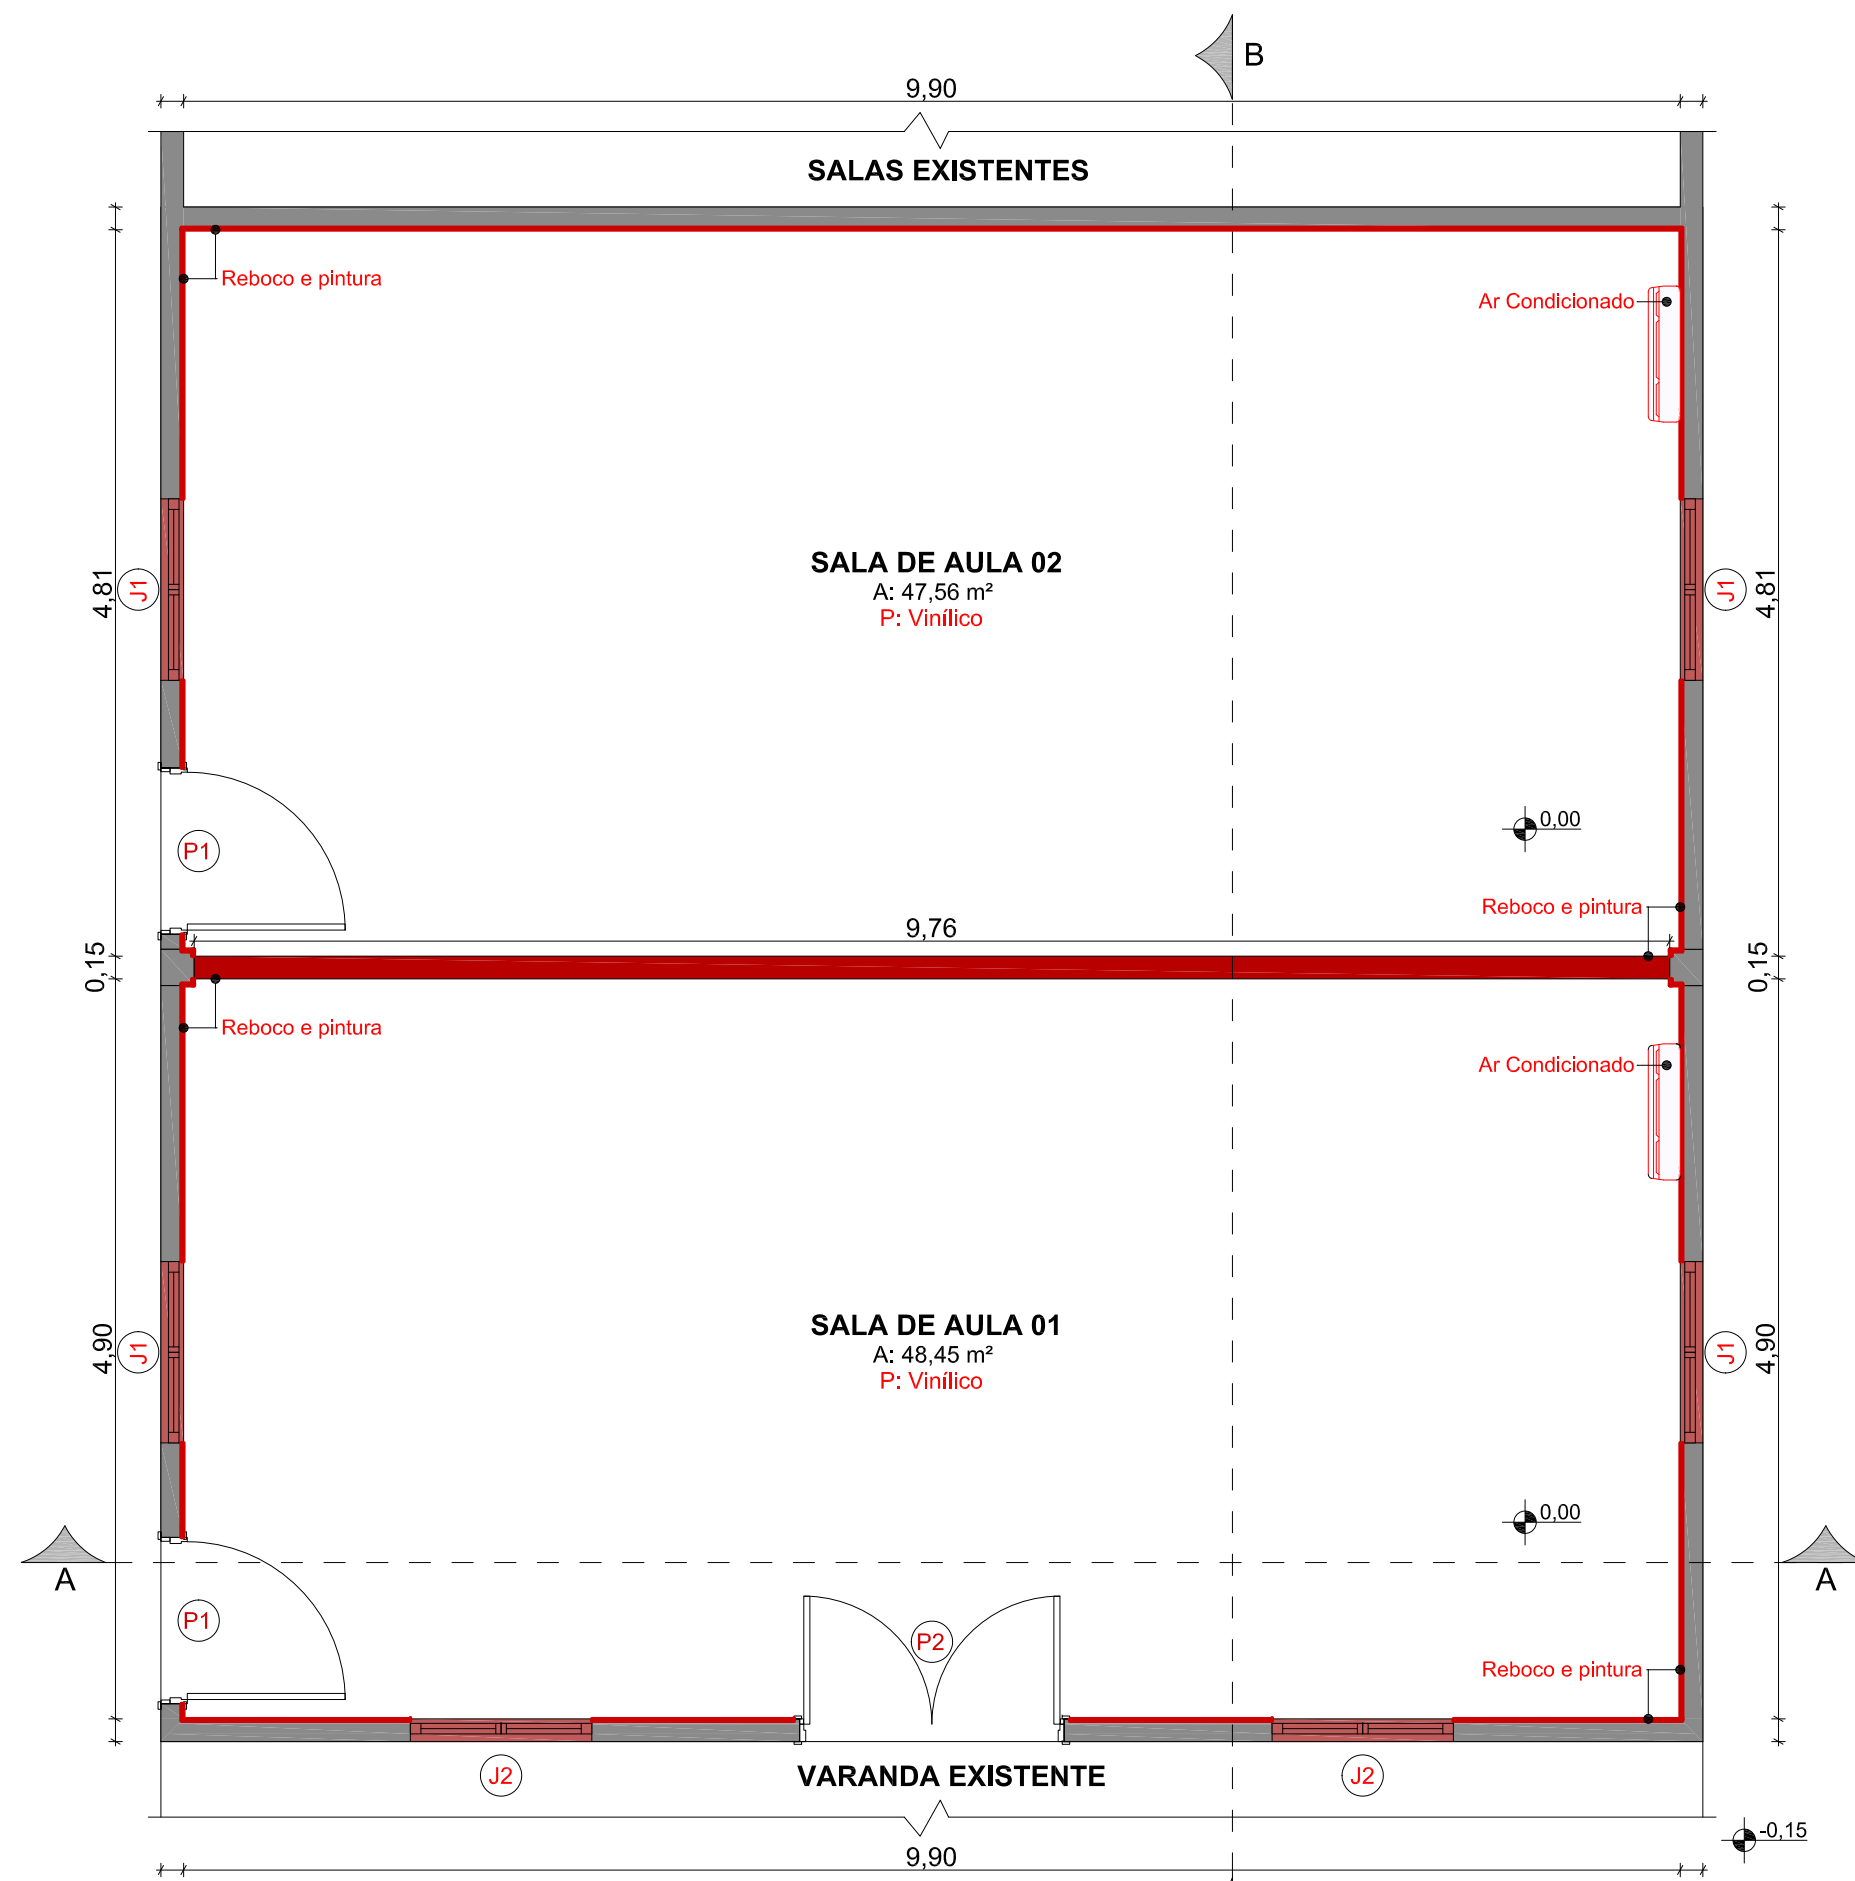 B
9,90
SALAS EXISTENTES
Reboco e pintura
Ar Condicionado
SALA DE AULA 02
A: 47,56 m²
P: Vinílico
4,81
J1
J1
4,81
0,00
P1
Reboco e pintura
9,76
0,15
0,15
Reboco e pintura
Ar Condicionado
SALA DE AULA 01
A: 48,45 m²
P: Vinílico
4,90
J1
J1
4,90
0,00
A
A
P1
P2
Reboco e pintura
J2
VARANDA EXISTENTE
J2
-0,15
9,90